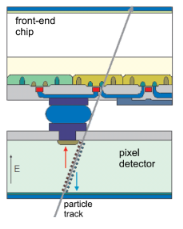 front-end
chip
pixel
detector
E
particle
track